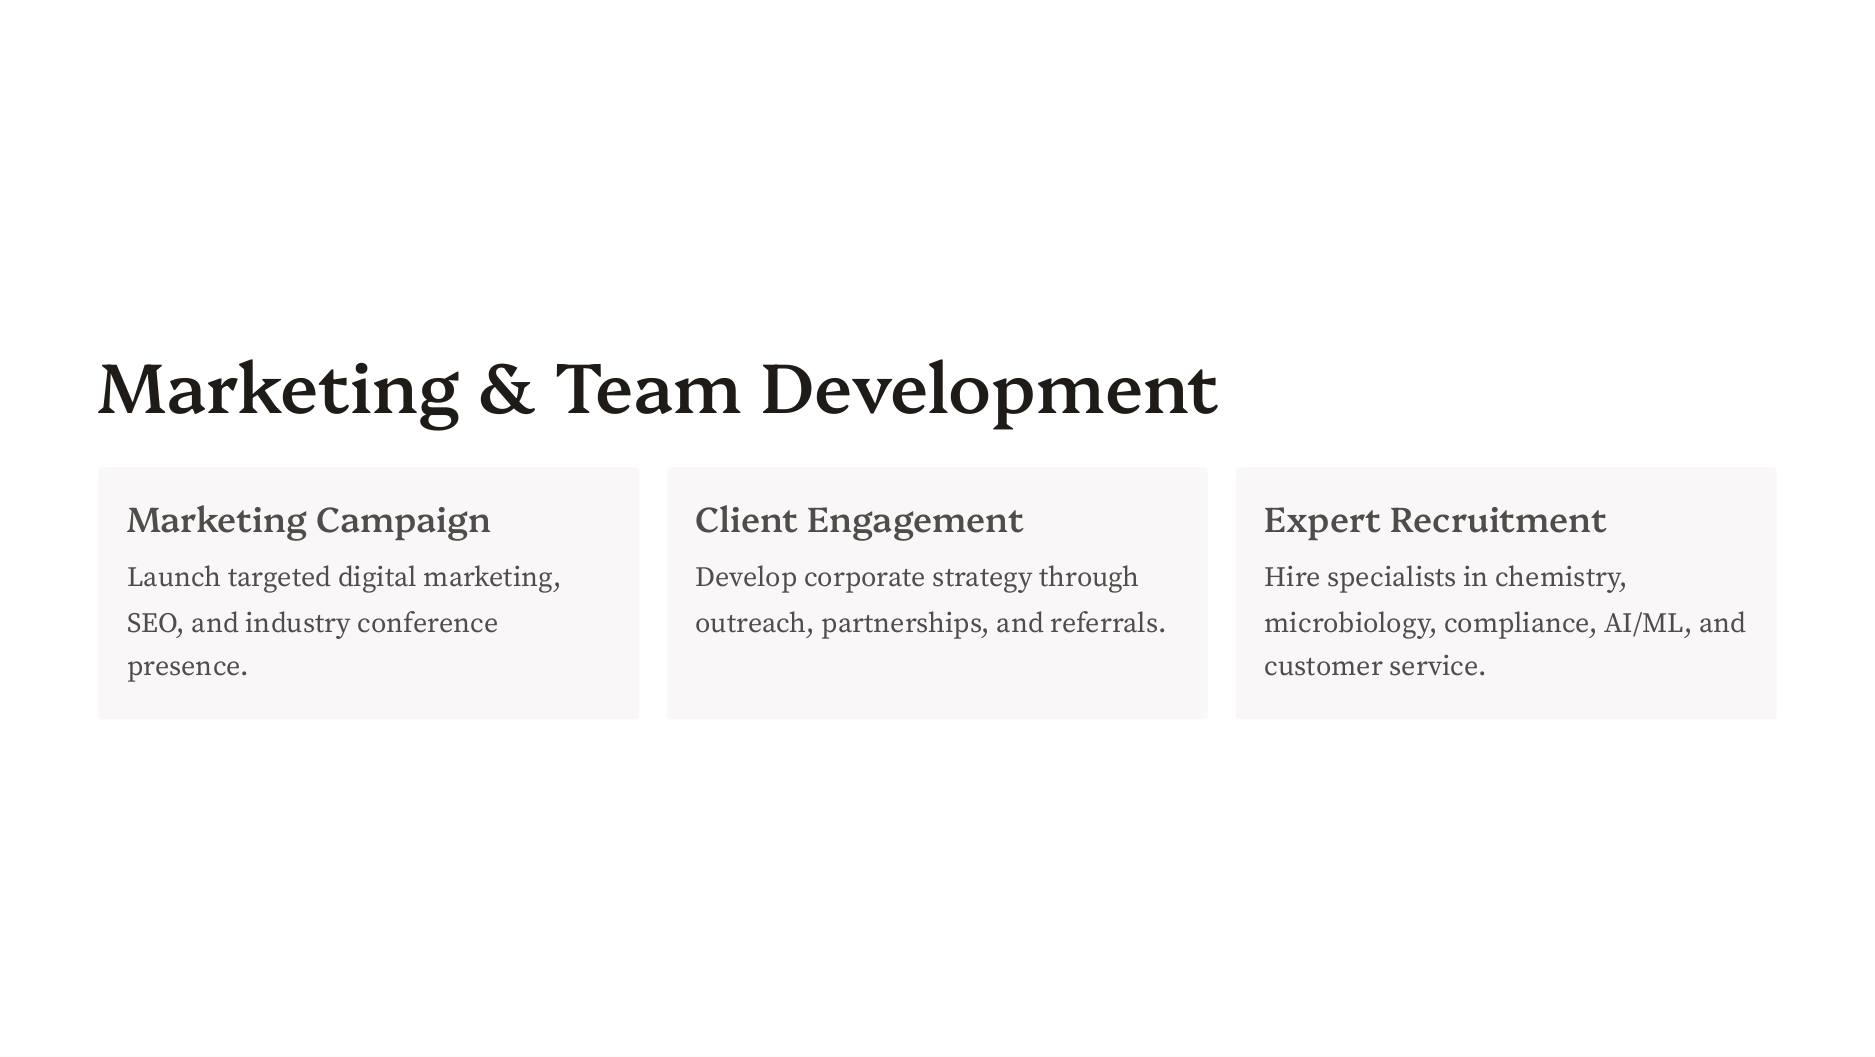 Marketing & Team Development
Marketing Campaign
Launch targeted digital marketing,
SEO, and industry conference
presence.
Client Engagement
Develop corporate strategy through
outreach, partnerships, and referrals.
Expert Recruitment
Hire specialists in chemistry,
microbiology, compliance, AI/ML, and
customer service.